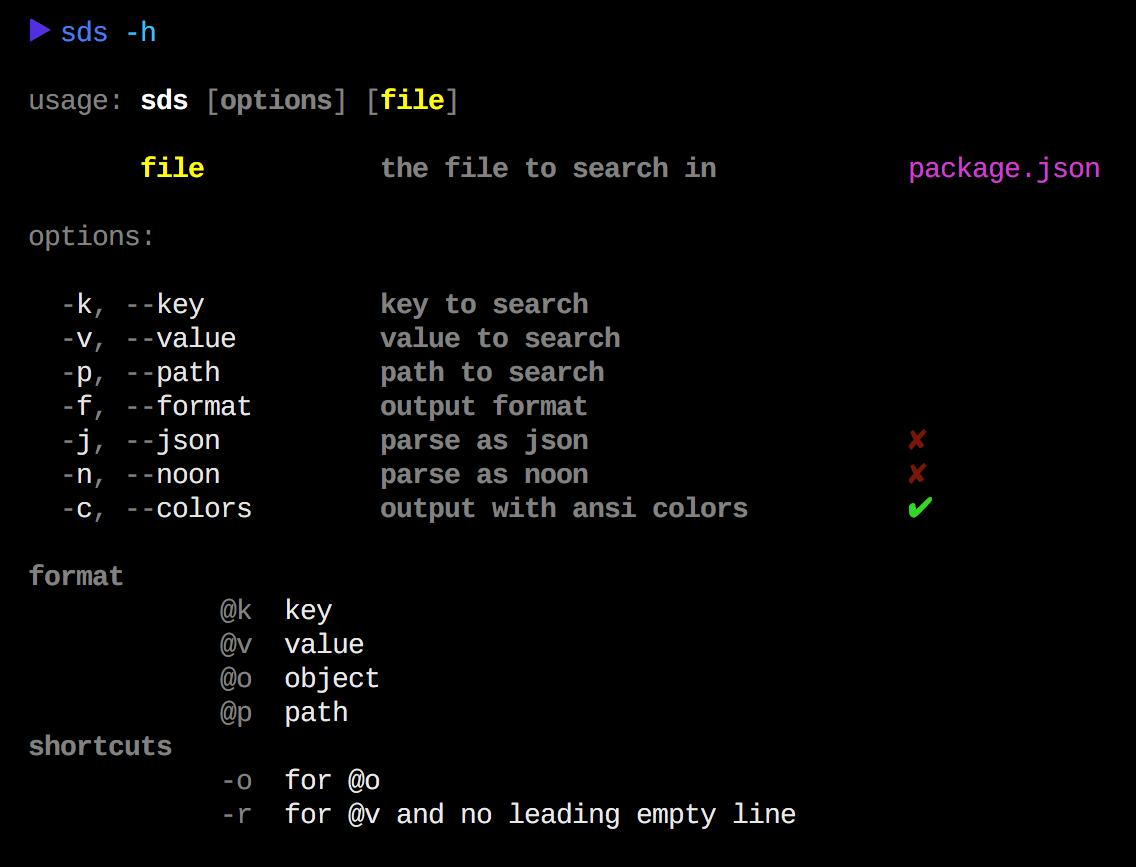 ▶ sds -h
usage: sds [options] [file]
file the file to search in package.json
options:
-k, --key key to search
-v, --value value to search
-p, --path path to search
-f, --format output format
-j, --json parse as json ✘
-n, --noon parse as noon ✘
-c, --colors output with ansi colors ✔
format
@k key
@v value
@o object
@p path
shortcuts
-o for @o
-r for @v and no leading empty line